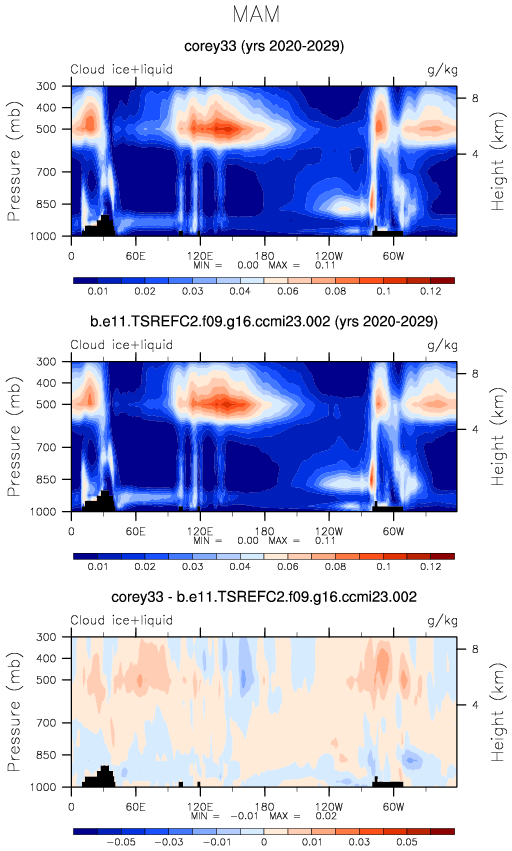 MAM
corey33 (yrs 2020-2029)
Cloud ice+liquid g/kg
300
400
500
700
850
1000
Pressure (mb)
8
4
Height (km)
0 60E 120E 180 120W 60W
MIN = 0.00 MAX = 0.11
0.01 0.02 0.03 0.04 0.06 0.08 0.1 0.12
b.e11.TSREFC2.f09.g16.ccmi23.002 (yrs 2020-2029)
Cloud ice+liquid g/kg
300
400
500
700
850
1000
Pressure (mb)
8
4
Height (km)
0 60E 120E 180 120W 60W
MIN = 0.00 MAX = 0.11
0.01 0.02 0.03 0.04 0.06 0.08 0.1 0.12
corey33 - b.e11.TSREFC2.f09.g16.ccmi23.002
Cloud ice+liquid g/kg
300
400
500
700
850
1000
Pressure (mb)
8
4
Height (km)
0 60E 120E 180 120W 60W
MIN = -0.01 MAX = 0.02
-0.05 -0.03 -0.01 0 0.01 0.03 0.05